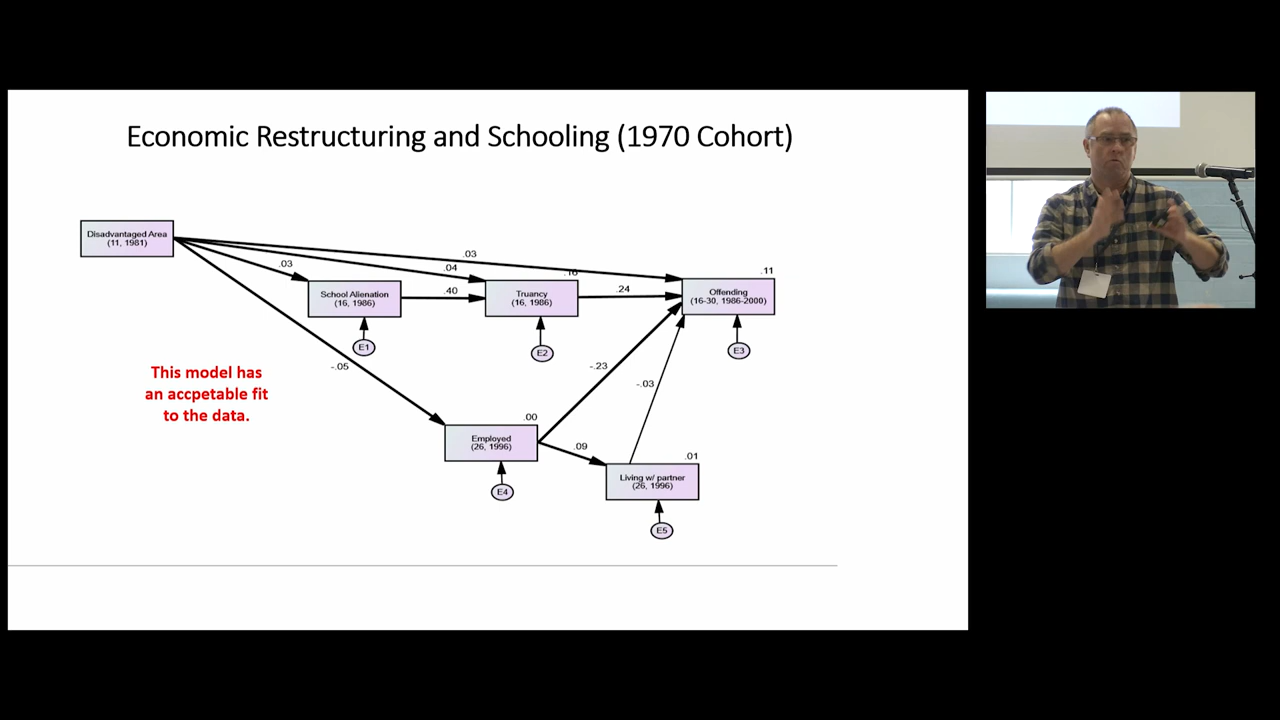 Economic Restructuring and Schooling (1970 Cohort)
Disadvantaged Area
(11, 1981)
.03
.03
.04
.16
.11
School Alienation
(16, 1986)
.40
Truancy
(16, 1986)
.24
Offending
(16-30, 1986-2000)
E1
E2
E3
This model has
an accpetable fit
to the data.
-.05
-.23
-.03
.00
Employed
(26, 1996)
.09
.01
Living w/ partner
(26, 1996)
E4
E5